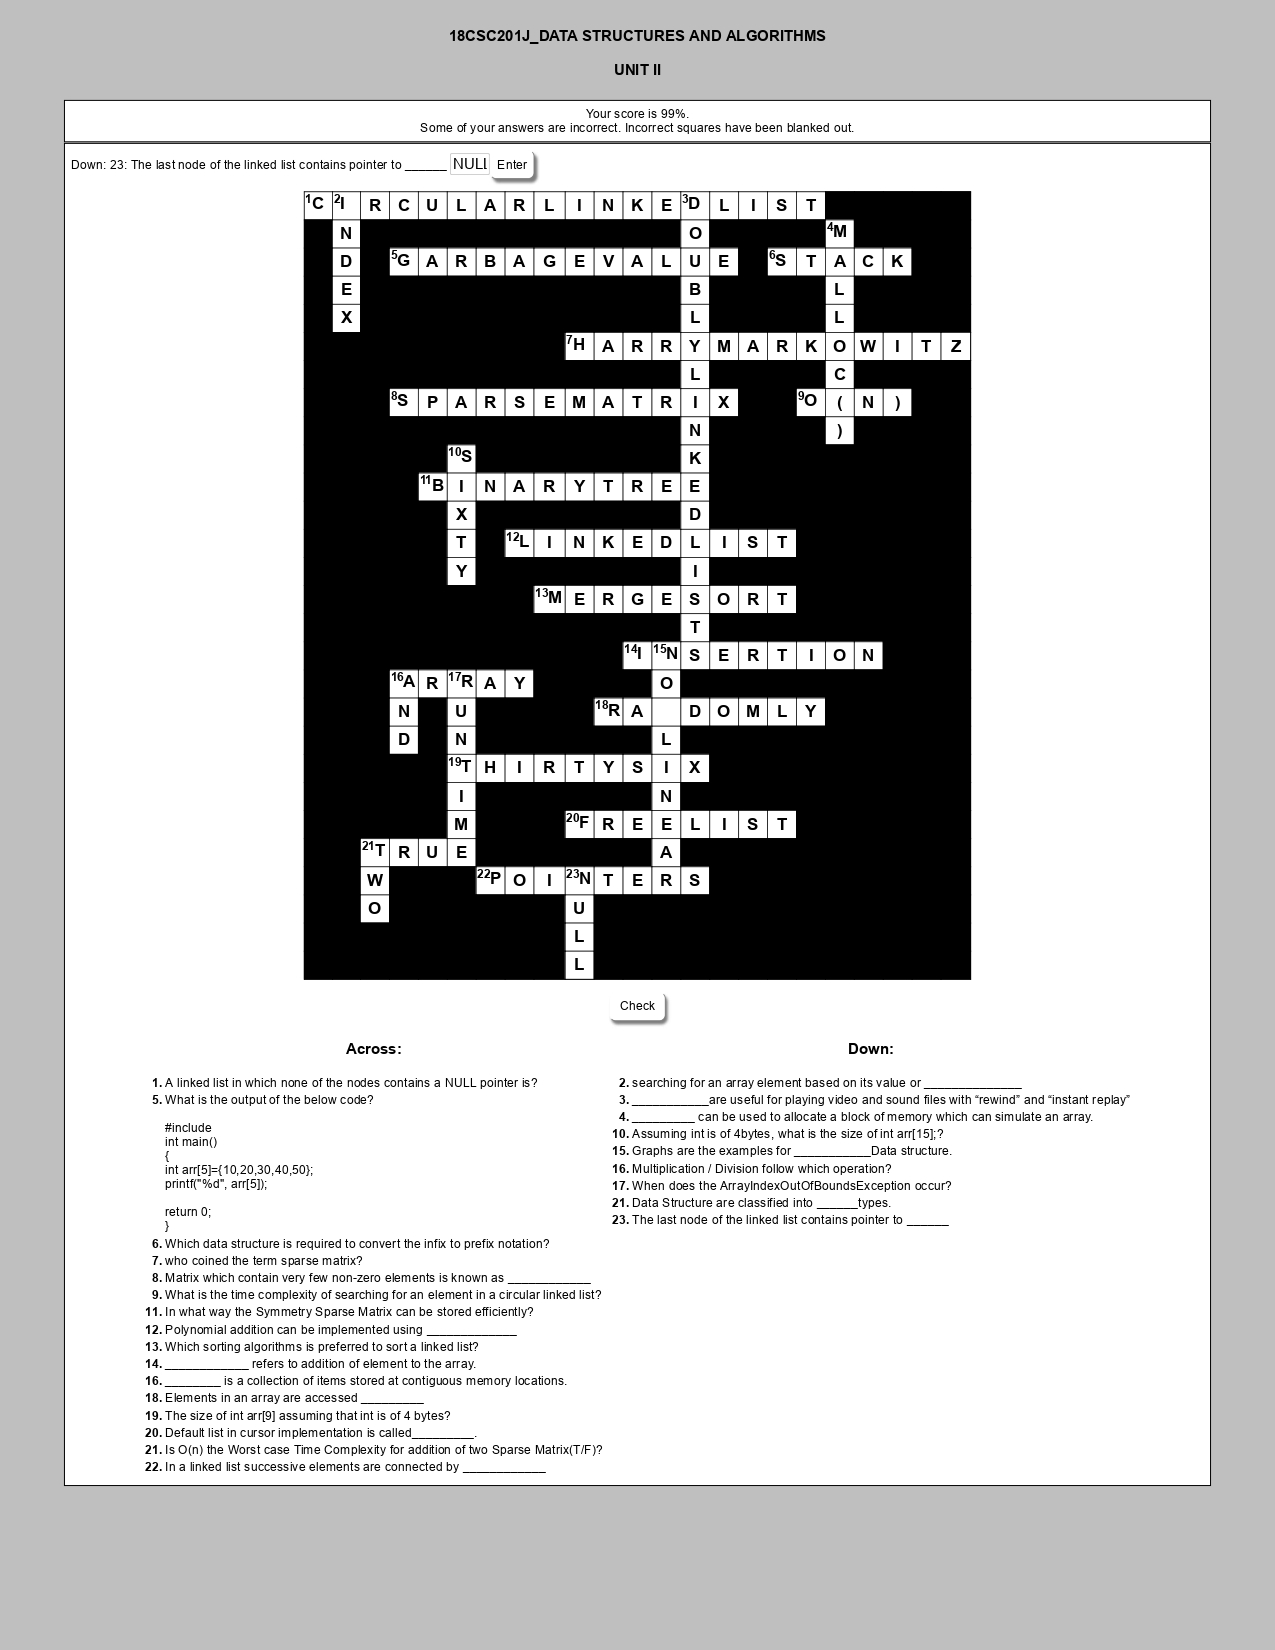 18CSC201J_DATA STRUCTURES AND ALGORITHMS
UNIT II
Your score is 99%.
Some of your answers are incorrect. Incorrect squares have been blanked out.
Down: 23: The last node of the linked list contains pointer to ______ NULL Enter
1C 2I R C U L A R L I N K E 3D L I S T
N O 4M
D 5G A R B A G E V A L U E 6S T A C K
E B L
X L L
7H A R R Y M A R K O W I T Z
L C
8S P A R S E M A T R I X 9O ( N )
N )
10S K
11B I N A R Y T R E E
X D
T 12L I N K E D L I S T
Y I
13M E R G E S O R T
T
14I 15N S E R T I O N
16A R 17R A Y O
N U 18R A D O M L Y
D N L
19T H I R T Y S I X
I N
M 20F R E E L I S T
21T R U E A
W 22P O I 23N T E R S
O U
L
L
Check
Across:
1. A linked list in which none of the nodes contains a NULL pointer is?
5. What is the output of the below code?
#include
int main()
{
int arr[5]={10,20,30,40,50};
printf("%d", arr[5]);
return 0;
}
6. Which data structure is required to convert the infix to prefix notation?
7. who coined the term sparse matrix?
8. Matrix which contain very few non-zero elements is known as ____________
9. What is the time complexity of searching for an element in a circular linked list?
11. In what way the Symmetry Sparse Matrix can be stored efficiently?
12. Polynomial addition can be implemented using _____________
13. Which sorting algorithms is preferred to sort a linked list?
14. ____________ refers to addition of element to the array.
16. ________ is a collection of items stored at contiguous memory locations.
18. Elements in an array are accessed _________
19. The size of int arr[9] assuming that int is of 4 bytes?
20. Default list in cursor implementation is called_________.
21. Is O(n) the Worst case Time Complexity for addition of two Sparse Matrix(T/F)?
22. In a linked list successive elements are connected by ____________
Down:
2. searching for an array element based on its value or ______________
3. ___________are useful for playing video and sound files with “rewind” and “instant replay”
4. _________ can be used to allocate a block of memory which can simulate an array.
10. Assuming int is of 4bytes, what is the size of int arr[15];?
15. Graphs are the examples for ___________Data structure.
16. Multiplication / Division follow which operation?
17. When does the ArrayIndexOutOfBoundsException occur?
21. Data Structure are classified into ______types.
23. The last node of the linked list contains pointer to ______